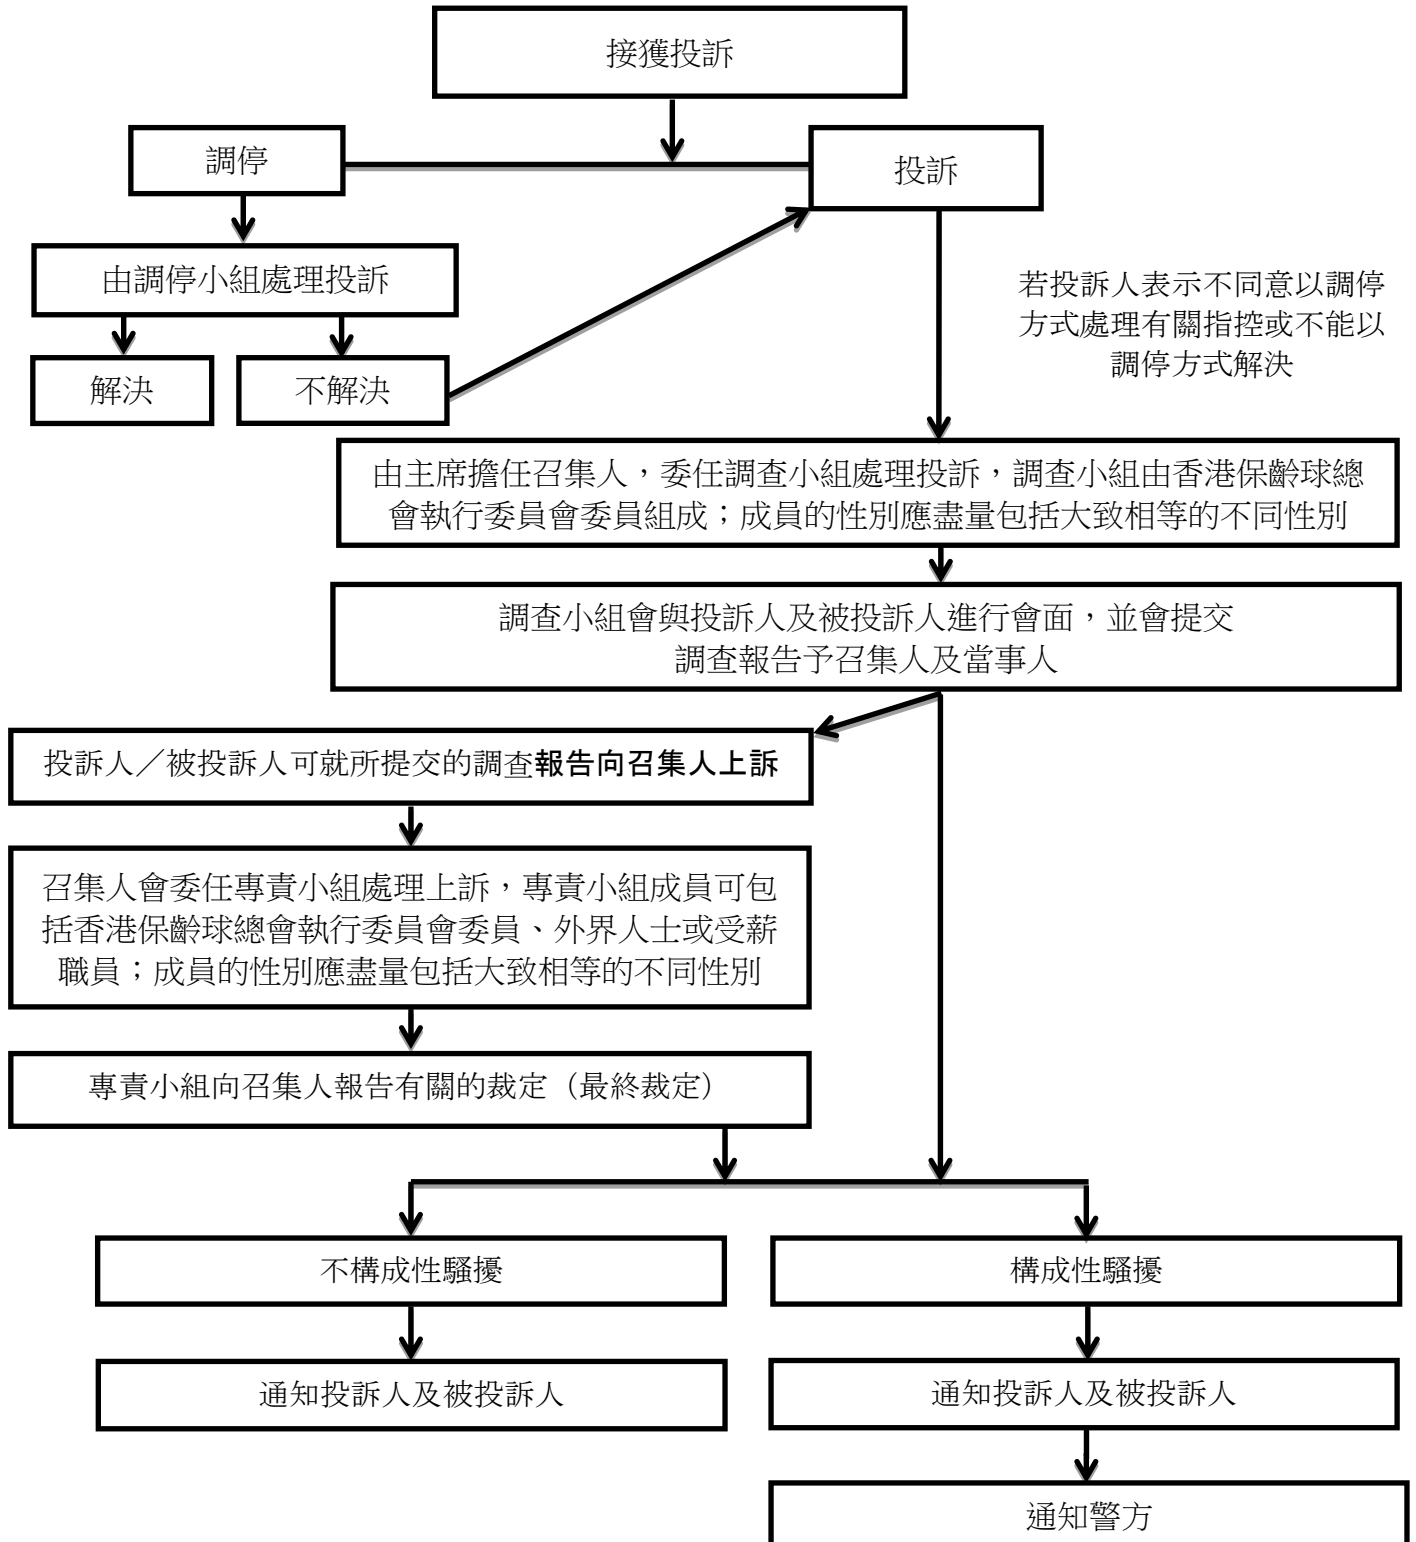 接獲投訴
調停
投訴
由調停小組處理投訴
若投訴人表示不同意以調停
方式處理有關指控或不能以
調停方式解決
解決
不解決
由主席擔任召集人，委任調查小組處理投訴，調查小組由香港保齡球總
會執行委員會委員組成；成員的性別應盡量包括大致相等的不同性別
調查小組會與投訴人及被投訴人進行會面，並會提交
調查報告予召集人及當事人
投訴人／被投訴人可就所提交的調查報告向召集人上訴
召集人會委任專責小組處理上訴，專責小組成員可包
括香港保齡球總會執行委員會委員、外界人士或受薪
職員；成員的性別應盡量包括大致相等的不同性別
專責小組向召集人報告有關的裁定（最終裁定）
不構成性騷擾
構成性騷擾
通知投訴人及被投訴人
通知投訴人及被投訴人
通知警方